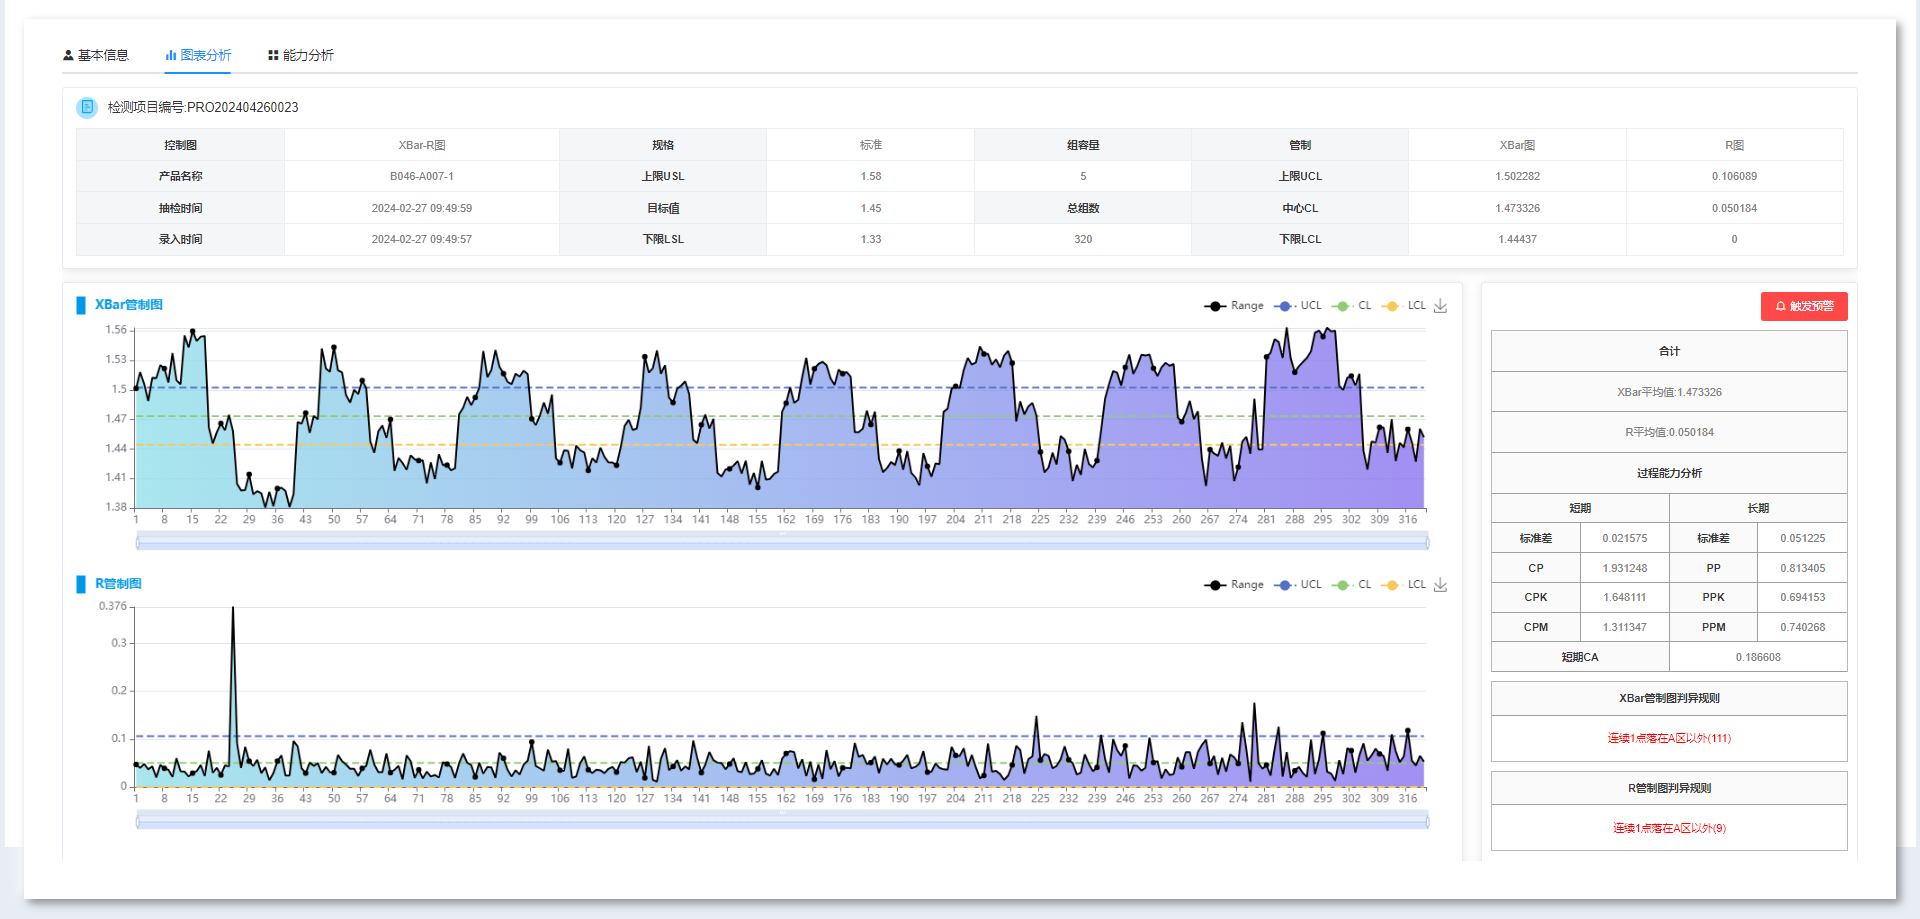 基本信息 图表分析 能力分析
检测项目编号:PRO202404260023
控制图 XBar-R图 规格 标准 组容量 管制 XBar图 R图
产品名称 B046-A007-1 上限USL 1.58 5 上限UCL 1.502282 0.106089
抽检时间 2024-02-27 09:49:59 目标值 1.45 总组数 中心CL 1.473326 0.050184
录入时间 2024-02-27 09:49:57 下限LSL 1.33 320 下限LCL 1.44437 0
XBar管制图
Range UCL CL LCL
1.56
1.53
1.5
1.47
1.44
1.41
1.38
1 8 15 22 29 36 43 50 57 64 71 78 85 92 99 106 113 120 127 134 141 148 155 162 169 176 183 190 197 204 211 218 225 232 239 246 253 260 267 274 281 288 295 302 309 316
R管制图
Range UCL CL LCL
0.376
0.3
0.2
0.1
0
1 8 15 22 29 36 43 50 57 64 71 78 85 92 99 106 113 120 127 134 141 148 155 162 169 176 183 190 197 204 211 218 225 232 239 246 253 260 267 274 281 288 295 302 309 316
触发预警
合计
XBar平均值:1.473326
R平均值:0.050184
过程能力分析
短期 长期
标准差 0.021575 标准差 0.051225
CP 1.931248 PP 0.813405
CPK 1.648111 PPK 0.694153
CPM 1.311347 PPM 0.740268
短期CA 0.186608
XBar管制图判异规则
连续1点落在A区以外(111)
R管制图判异规则
连续1点落在A区以外(9)